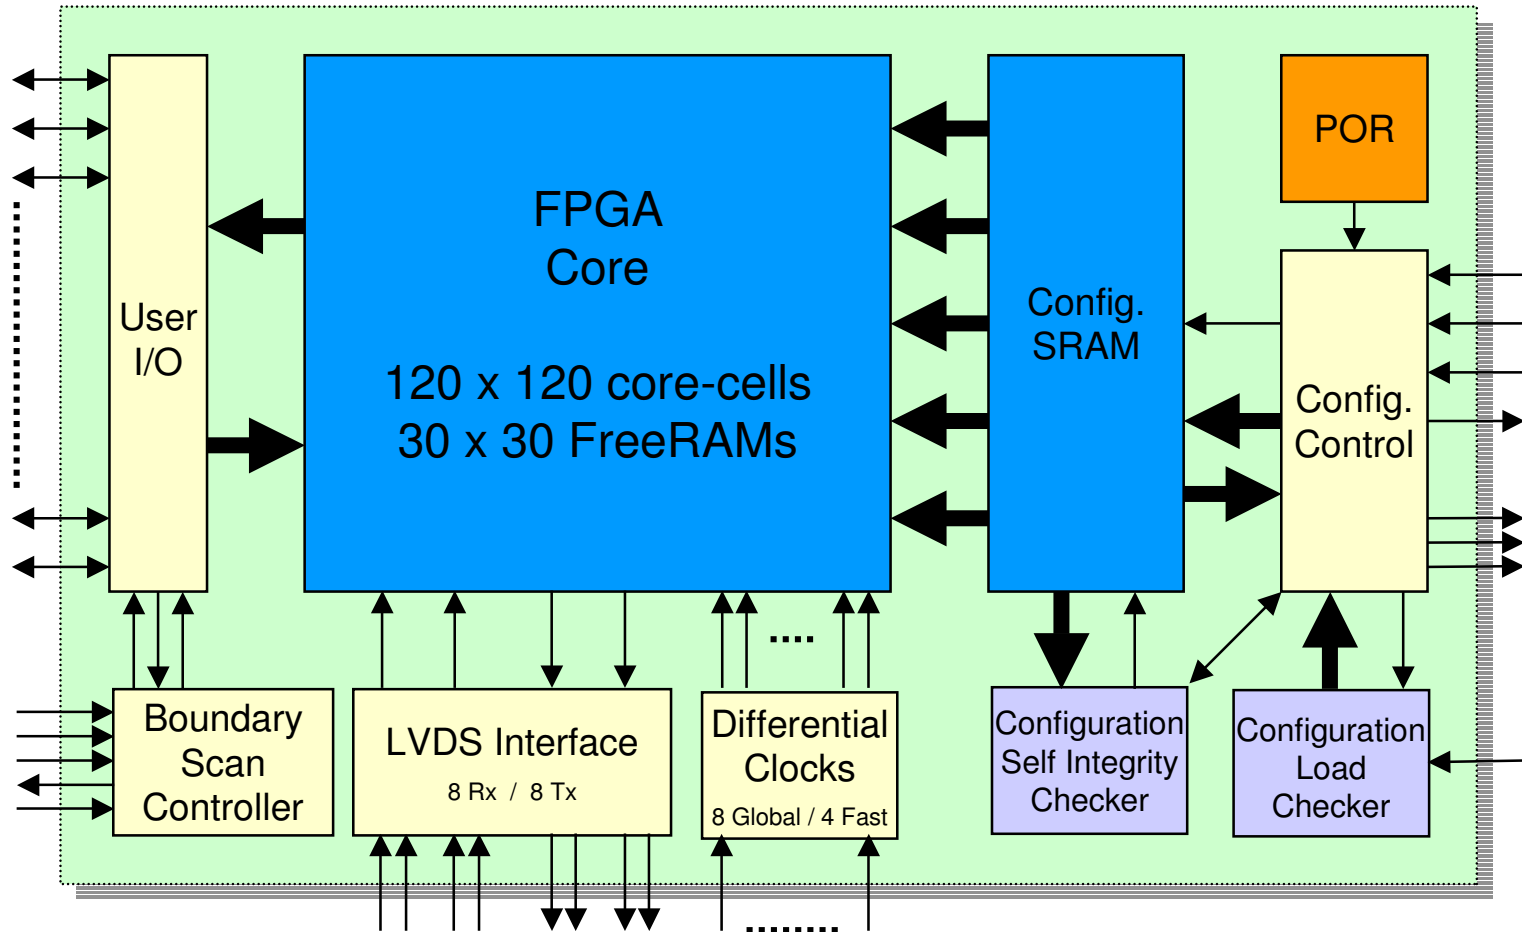 User
I/O
FPGA
Core
120 x 120 core-cells
30 x 30 FreeRAMs
Config.
SRAM
POR
Config.
Control
Boundary
Scan
Controller
LVDS Interface
8 Rx / 8 Tx
Differential
Clocks
8 Global / 4 Fast
Configuration
Self Integrity
Checker
Configuration
Load
Checker